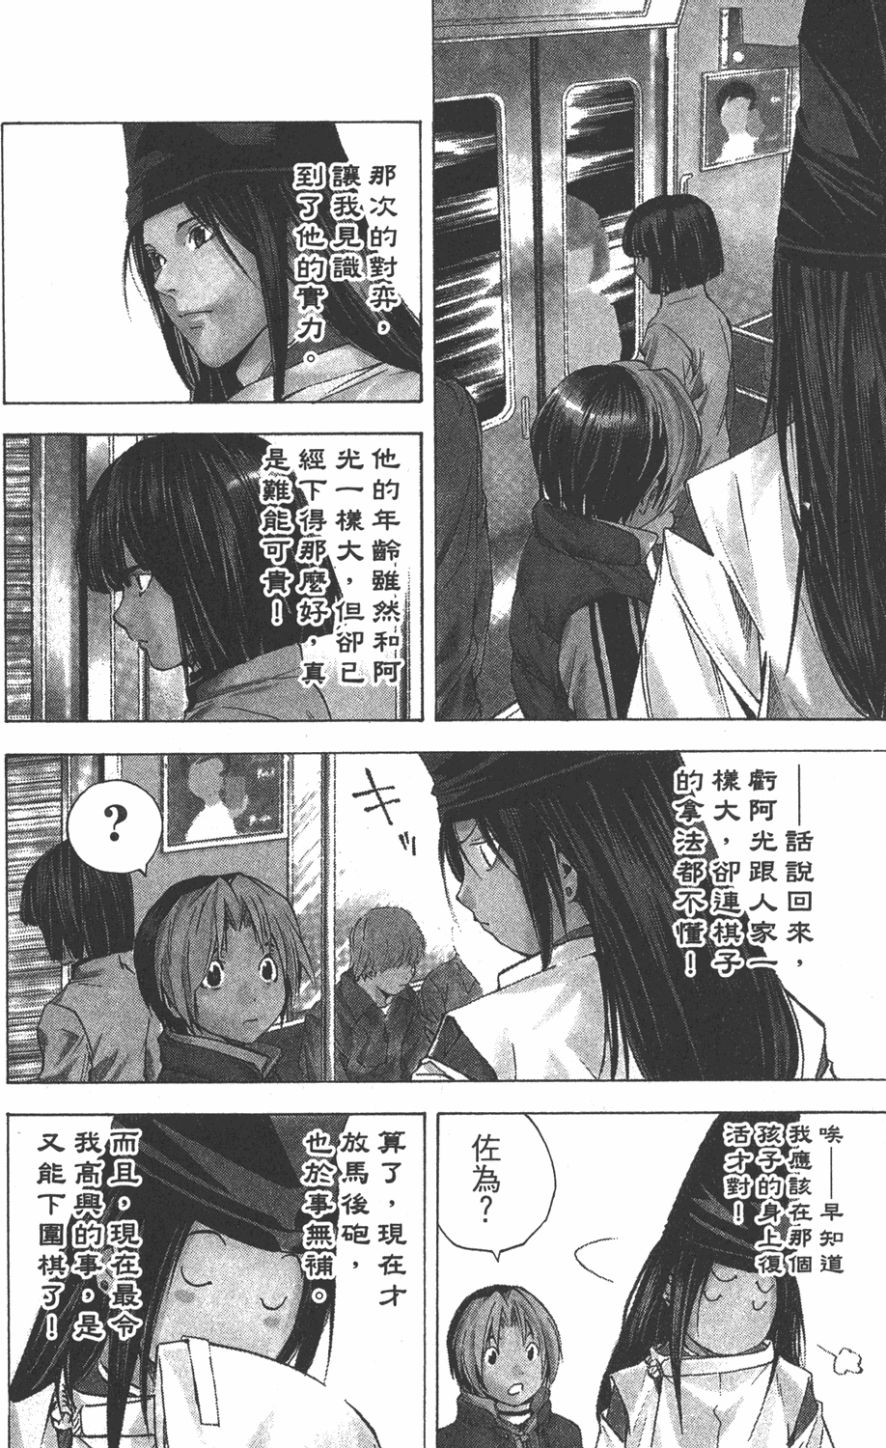 那次的對弈，
讓我見識
到了他的實力。
他的年齡雖然和阿
光一樣大，但卻已
經下得那麼好，真
是難能可貴！
——話說回來，
虧阿光跟人家一
樣大，卻連棋子
的拿法都不懂！
？
唉——早知道
我應該在那個
孩子的身上復
活才對！
佐為？
算了，現在才
放馬後砲，
也於事無補。
而且，現在最令
我高興的事，是
又能下圍棋了！